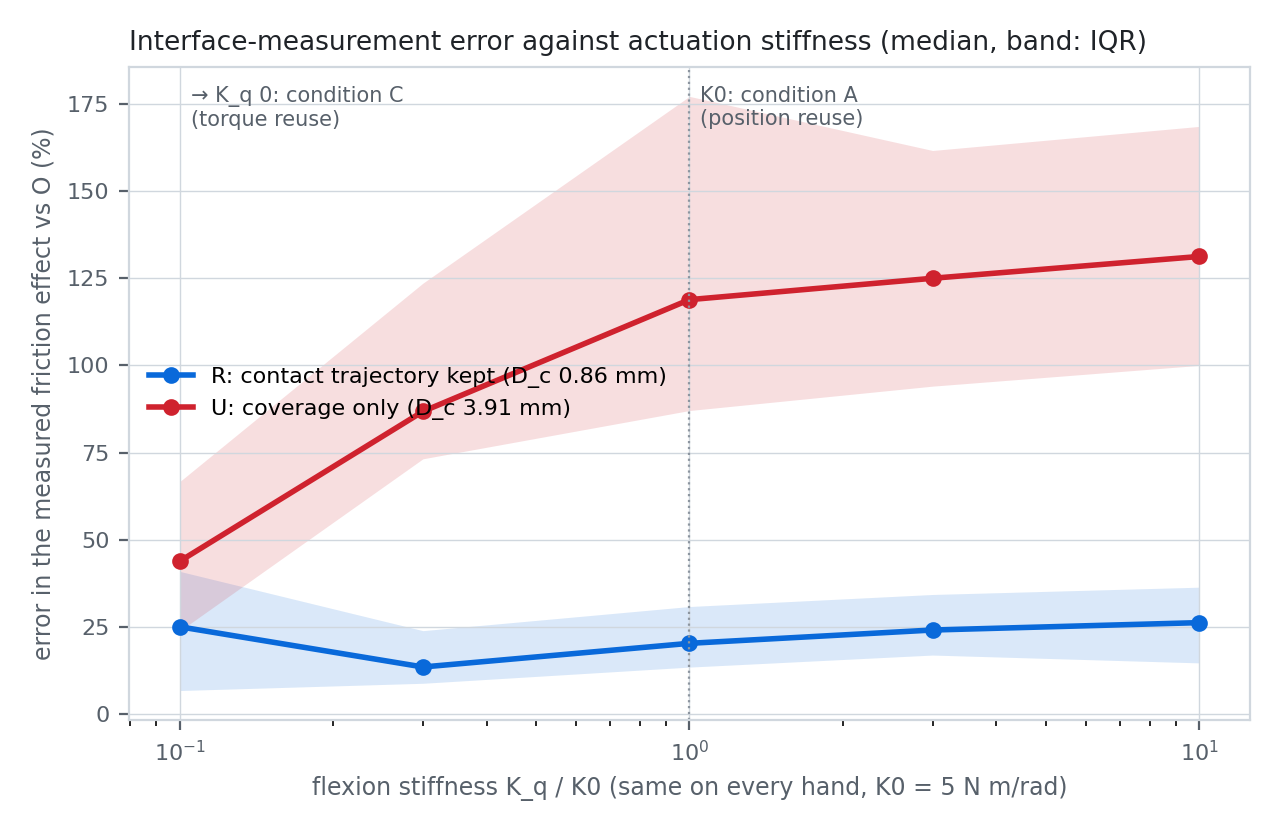 Interface-measurement error against actuation stiffness (median, band: IQR)
→ K_q 0: condition C
(torque reuse)
K0: condition A
(position reuse)
error in the measured friction effect vs O (%)
175
150
125
100
75
50
25
0
R: contact trajectory kept (D_c 0.86 mm)
U: coverage only (D_c 3.91 mm)
10⁻¹
10⁰
10¹
flexion stiffness K_q / K0 (same on every hand, K0 = 5 N m/rad)